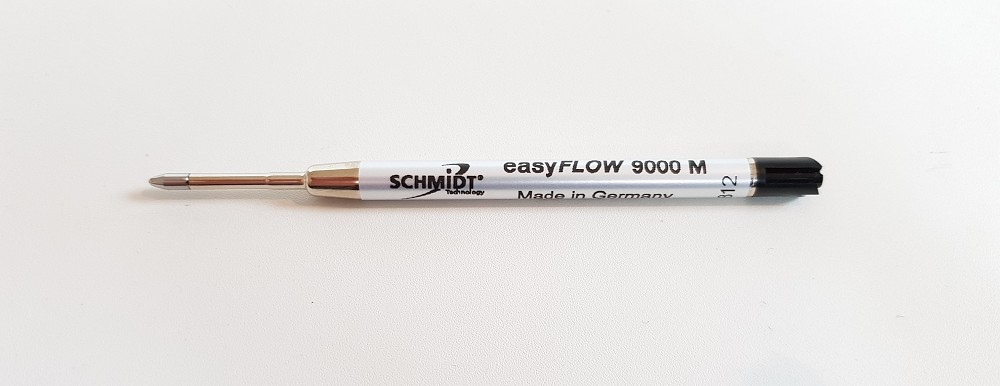 SCHMiDT®
Technology
easyFLOW 9000 M
Made in Germany
812